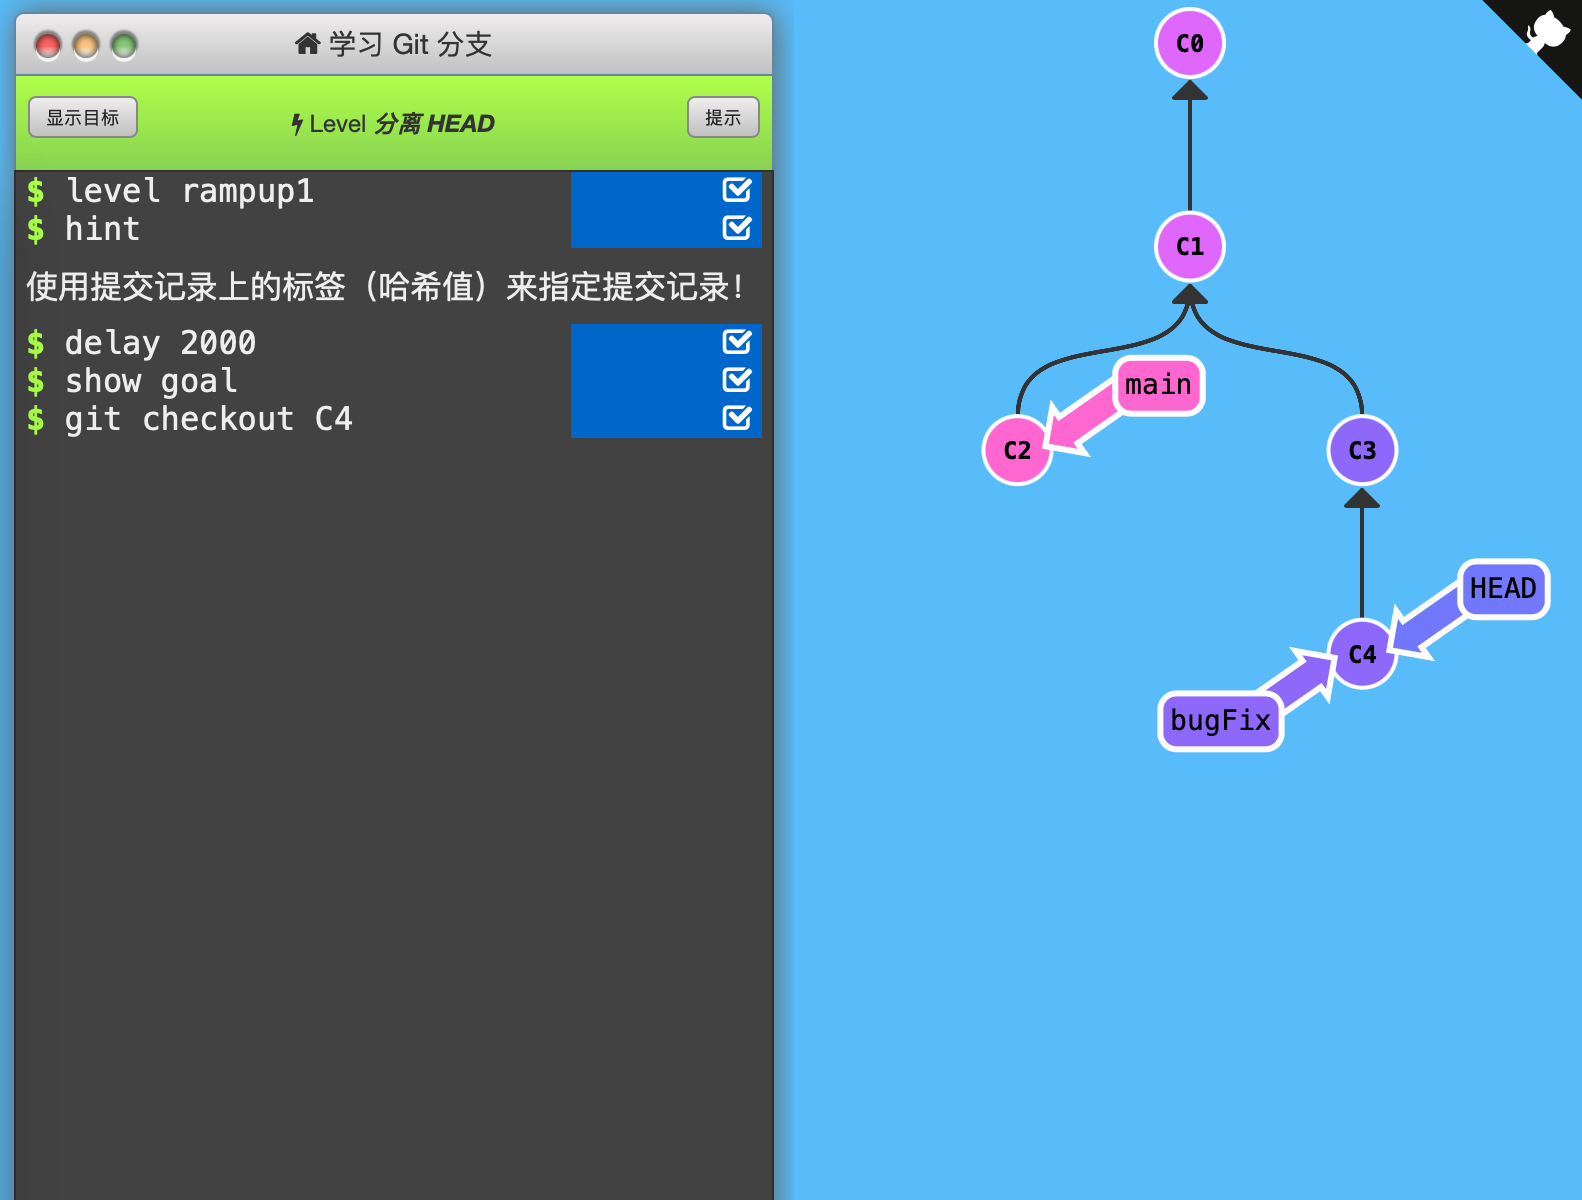 学习 Git 分支
显示目标
Level 分离 HEAD
提示
$ level rampup1
$ hint
使用提交记录上的标签（哈希值）来指定提交记录！
$ delay 2000
$ show goal
$ git checkout C4
C0
C1
main
C2
C3
HEAD
C4
bugFix